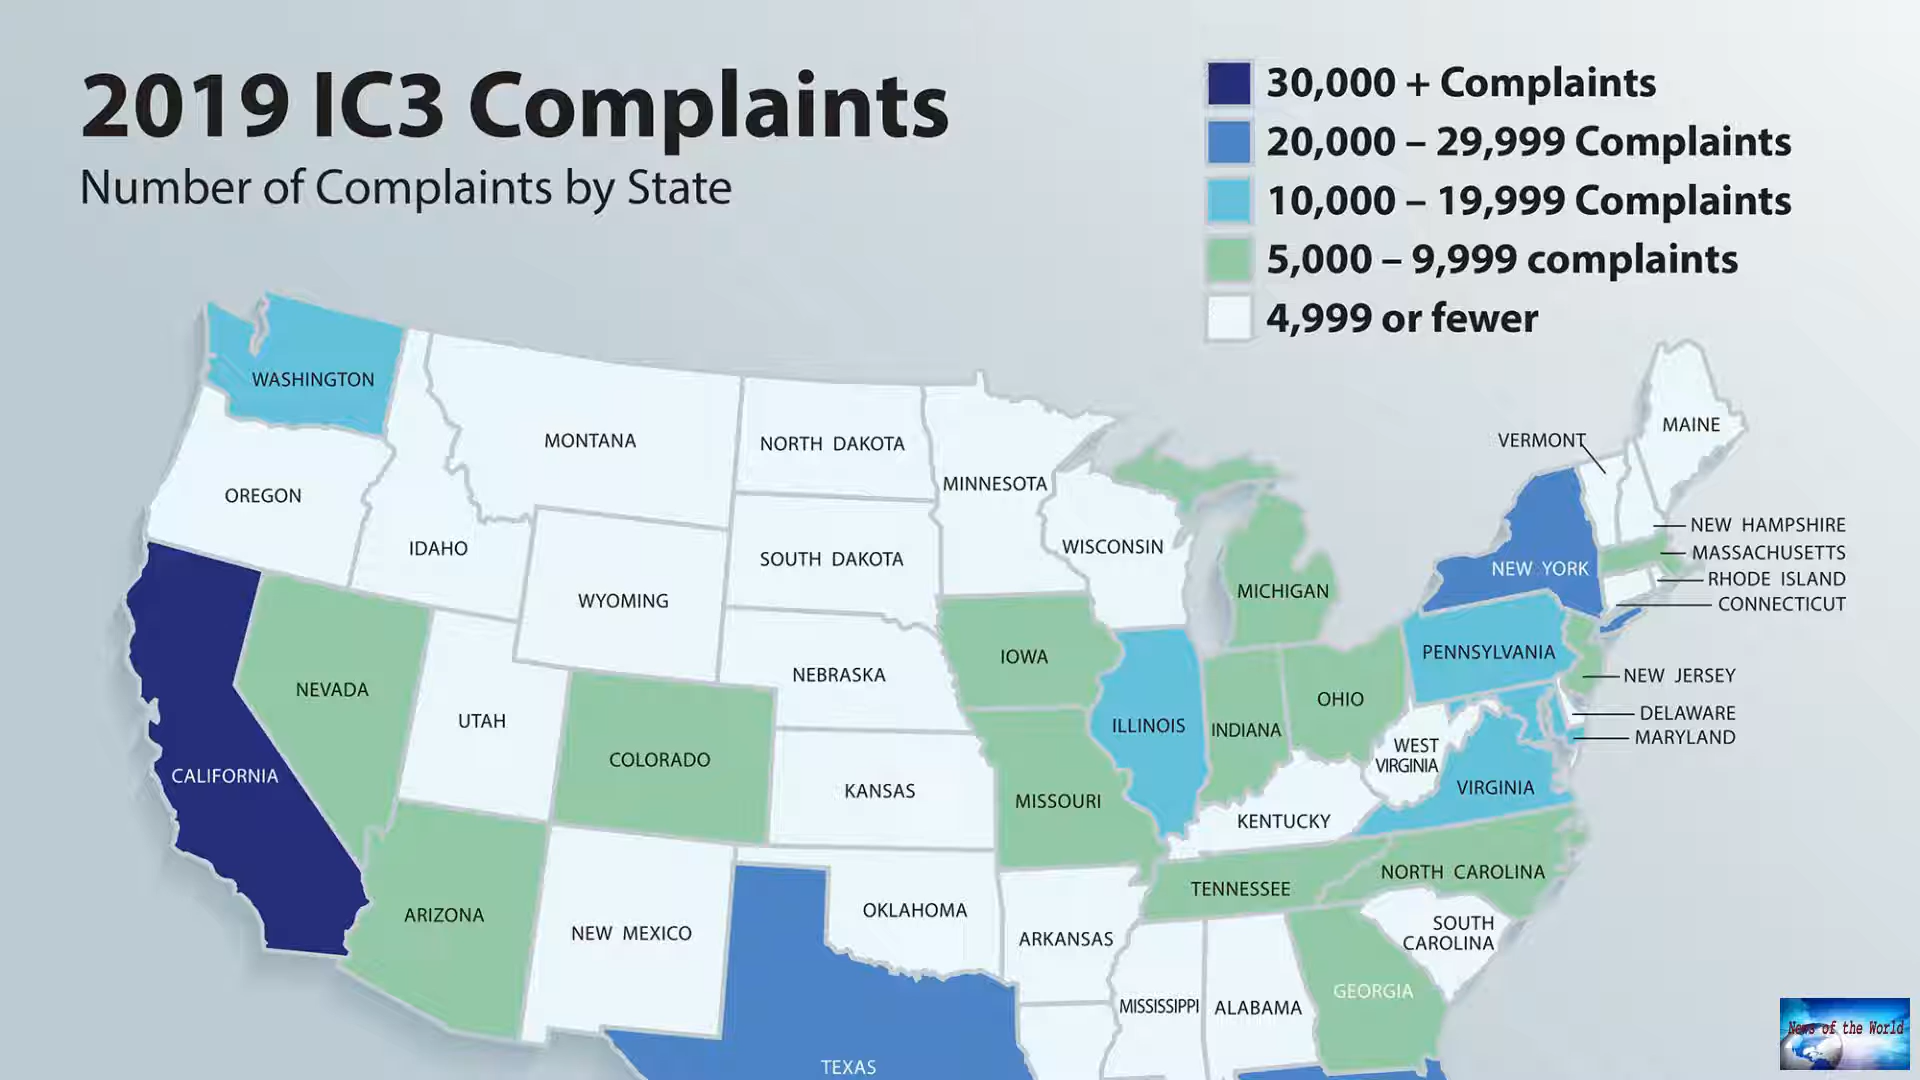 2019 IC3 Complaints
Number of Complaints by State
30,000 + Complaints
20,000 – 29,999 Complaints
10,000 – 19,999 Complaints
5,000 – 9,999 complaints
4,999 or fewer
WASHINGTON
MONTANA
NORTH DAKOTA
MINNESOTA
VERMONT
MAINE
OREGON
IDAHO
SOUTH DAKOTA
WISCONSIN
MICHIGAN
NEW YORK
NEW HAMPSHIRE
MASSACHUSETTS
RHODE ISLAND
CONNECTICUT
WYOMING
NEBRASKA
IOWA
PENNSYLVANIA
NEW JERSEY
DELAWARE
MARYLAND
NEVADA
UTAH
COLORADO
KANSAS
MISSOURI
ILLINOIS
INDIANA
OHIO
WEST
VIRGINIA
VIRGINIA
CALIFORNIA
KENTUCKY
ARIZONA
NEW MEXICO
OKLAHOMA
ARKANSAS
TENNESSEE
NORTH CAROLINA
SOUTH
CAROLINA
MISSISSIPPI
ALABAMA
GEORGIA
TEXAS
News of the World